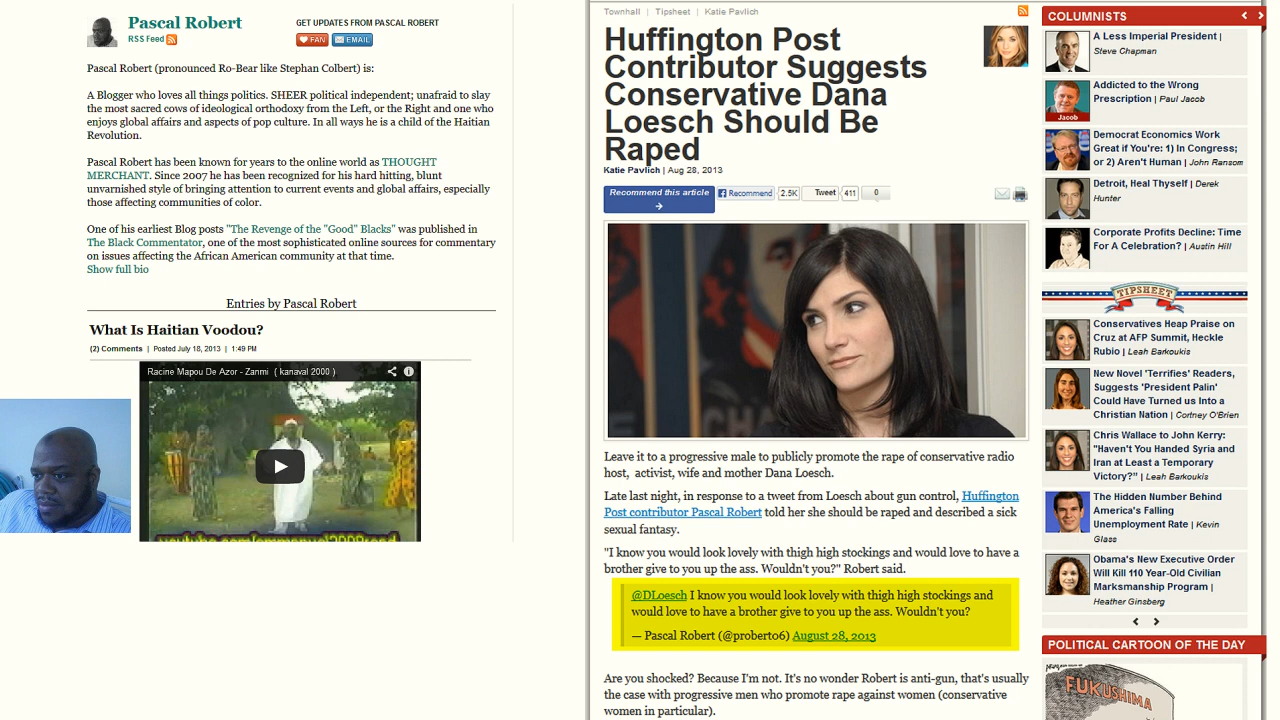 Pascal Robert
RSS Feed
GET UPDATES FROM PASCAL ROBERT
FAN EMAIL
Pascal Robert (pronounced Ro-Bear like Stephan Colbert) is:
A Blogger who loves all things politics. SHEER political independent; unafraid to slay
the most sacred cows of ideological orthodoxy from the Left, or the Right and one who
enjoys global affairs and aspects of pop culture. In all ways he is a child of the Haitian
Revolution.
Pascal Robert has been known for years to the online world as THOUGHT
MERCHANT. Since 2007 he has been recognized for his hard hitting, blunt
unvarnished style of bringing attention to current events and global affairs, especially
those affecting communities of color.
One of his earliest Blog posts "The Revenge of the "Good" Blacks" was published in
The Black Commentator, one of the most sophisticated online sources for commentary
on issues affecting the African American community at that time.
Show full bio
Entries by Pascal Robert
What Is Haitian Voodou?
(2) Comments | Posted July 18, 2013 | 1:49 PM
Racine Mapou De Azor - Zanmi ( kanaval 2000 )
Townhall | Tipsheet | Katie Pavlich
Huffington Post
Contributor Suggests
Conservative Dana
Loesch Should Be
Raped
Katie Pavlich | Aug 28, 2013
Recommend this article
Recommend 2.5K Tweet 411 0
Leave it to a progressive male to publicly promote the rape of conservative radio
host, activist, wife and mother Dana Loesch.
Late last night, in response to a tweet from Loesch about gun control, Huffington
Post contributor Pascal Robert told her she should be raped and described a sick
sexual fantasy.
"I know you would look lovely with thigh high stockings and would love to have a
brother give to you up the ass. Wouldn't you?" Robert said.
@DLoesch I know you would look lovely with thigh high stockings and
would love to have a brother give to you up the ass. Wouldn't you?
— Pascal Robert (@probert06) August 28, 2013
Are you shocked? Because I'm not. It's no wonder Robert is anti-gun, that's usually
the case with progressive men who promote rape against women (conservative
women in particular).
COLUMNISTS
A Less Imperial President |
Steve Chapman
Addicted to the Wrong
Prescription | Paul Jacob
Jacob
Democrat Economics Work
Great if You're: 1) In Congress;
or 2) Aren't Human | John Ransom
Detroit, Heal Thyself | Derek
Hunter
Corporate Profits Decline: Time
For A Celebration? | Austin Hill
TIPSHEET
Conservatives Heap Praise on
Cruz at AFP Summit, Heckle
Rubio | Leah Barkoukis
New Novel 'Terrifies' Readers,
Suggests 'President Palin'
Could Have Turned us Into a
Christian Nation | Cortney O'Brien
Chris Wallace to John Kerry:
"Haven't You Handed Syria and
Iran at Least a Temporary
Victory?" | Leah Barkoukis
The Hidden Number Behind
America's Falling
Unemployment Rate | Kevin
Glass
Obama's New Executive Order
Will Kill 110 Year-Old Civilian
Marksmanship Program |
Heather Ginsberg
POLITICAL CARTOON OF THE DAY
FUKUSHIMA